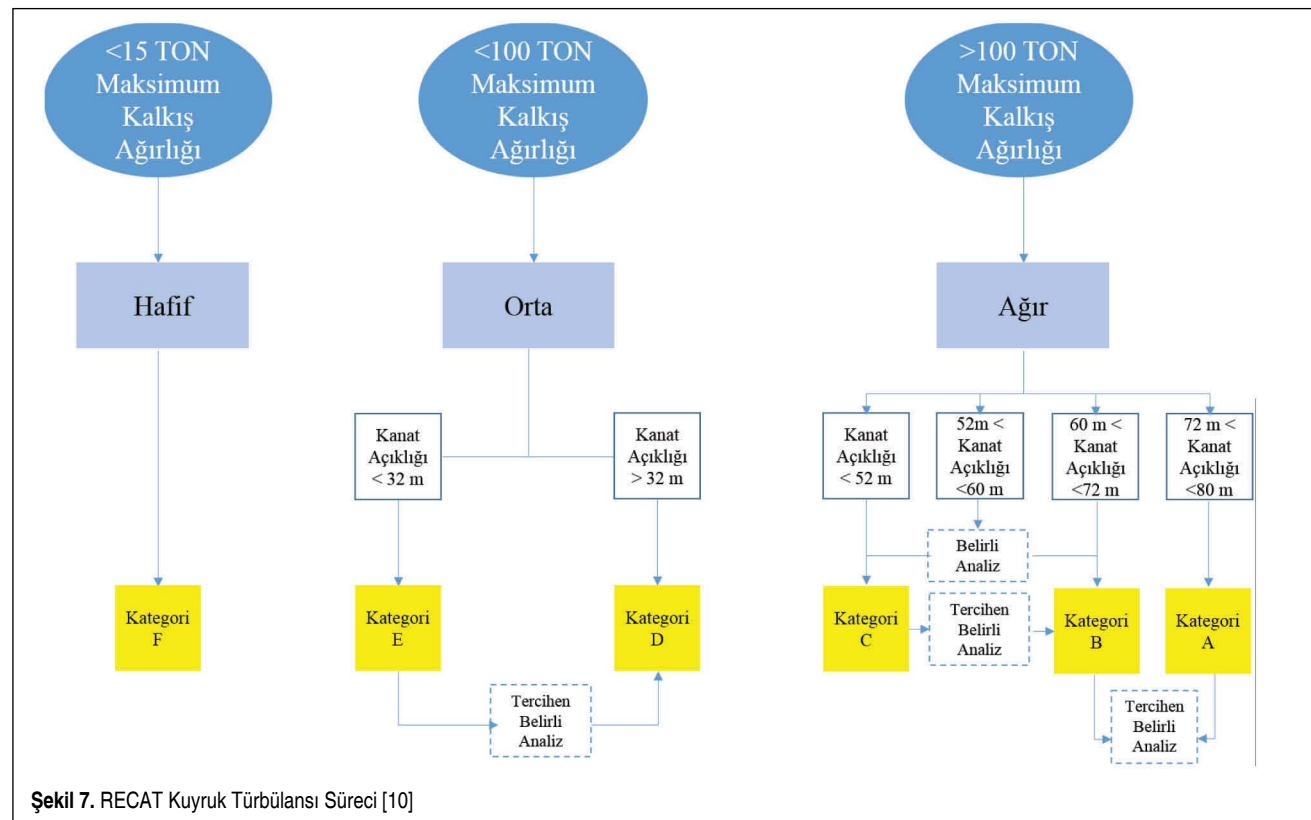 <15 TON
Maksimum
Kalkış
Ağırlığı
<100 TON
Maksimum
Kalkış
Ağırlığı
>100 TON
Maksimum
Kalkış
Ağırlığı
Hafif
Orta
Ağır
Kanat
Açıklığı
< 32 m
Kanat
Açıklığı
> 32 m
Kanat
Açıklığı
< 52 m
52m <
Kanat
Açıklığı
<60 m
60 m <
Kanat
Açıklığı
<72 m
72 m <
Kanat
Açıklığı
<80 m
Belirli
Analiz
Kategori
F
Kategori
E
Kategori
D
Kategori
C
Tercihen
Belirli
Analiz
Kategori
B
Kategori
A
Tercihen
Belirli
Analiz
Tercihen
Belirli
Analiz
Şekil 7. RECAT Kuyruk Türbülansı Süreci [10]